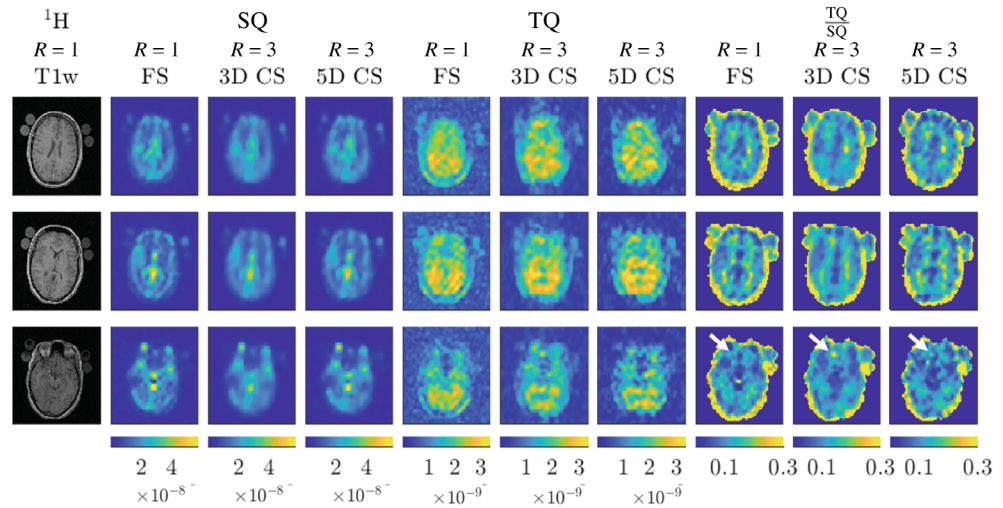 ¹H SQ TQ TQ/SQ
R = 1 R = 1 R = 3 R = 3 R = 1 R = 3 R = 3 R = 1 R = 3 R = 3
T1w FS 3D CS 5D CS FS 3D CS 5D CS FS 3D CS 5D CS
2 4 2 4 2 4 1 2 3 1 2 3 1 2 3 0.1 0.3 0.1 0.3 0.1 0.3
×10⁻⁸ ×10⁻⁸ ×10⁻⁸ ×10⁻⁹ ×10⁻⁹ ×10⁻⁹